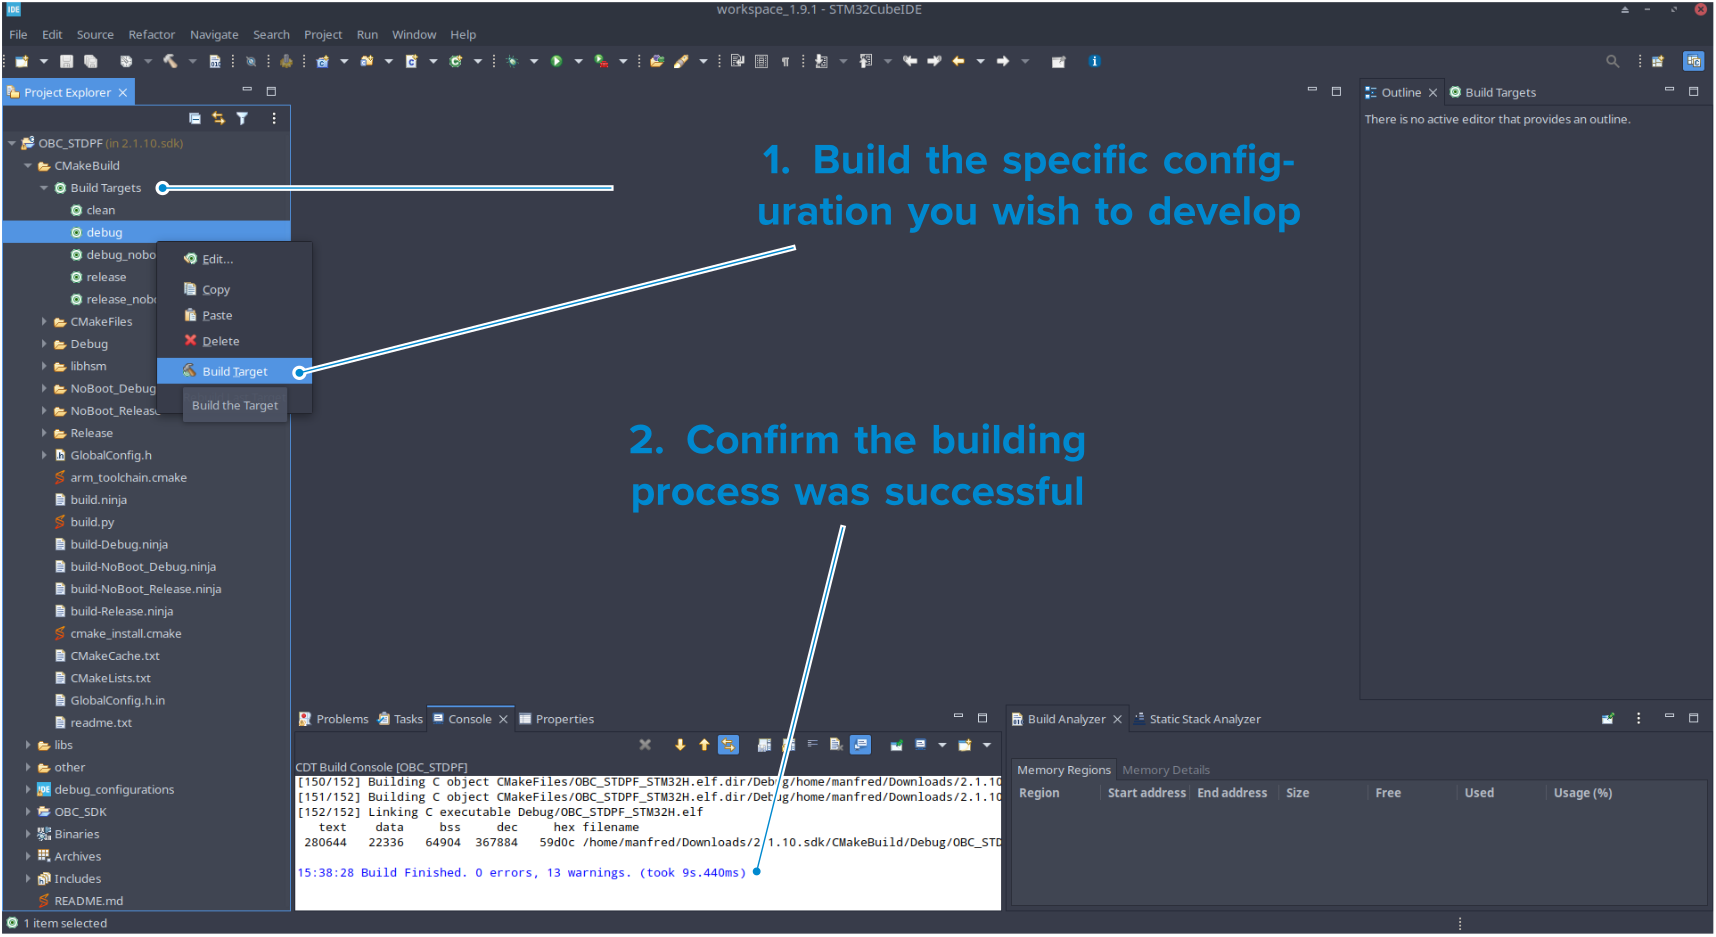 IDE
workspace_1.9.1 - STM32CubeIDE
File Edit Source Refactor Navigate Search Project Run Window Help
Project Explorer
OBC_STDPF (in 2.1.10.sdk)
CMakeBuild
Build Targets
clean
debug
debug_nobo
release
release_nobo
CMakeFiles
Debug
libhsm
NoBoot_Debug
NoBoot_Release
Release
GlobalConfig.h
arm_toolchain.cmake
build.ninja
build.py
build-Debug.ninja
build-NoBoot_Debug.ninja
build-NoBoot_Release.ninja
build-Release.ninja
cmake_install.cmake
CMakeCache.txt
CMakeLists.txt
GlobalConfig.h.in
readme.txt
libs
other
debug_configurations
OBC_SDK
Binaries
Archives
Includes
README.md
1 item selected
Edit...
Copy
Paste
Delete
Build Target
Build the Target
1. Build the specific config-
uration you wish to develop
2. Confirm the building
process was successful
Outline Build Targets
There is no active editor that provides an outline.
Problems Tasks Console Properties
CDT Build Console [OBC_STDPF]
[150/152] Building C object CMakeFiles/OBC_STDPF_STM32H.elf.dir/Debug/home/manfred/Downloads/2.1.10
[151/152] Building C object CMakeFiles/OBC_STDPF_STM32H.elf.dir/Debug/home/manfred/Downloads/2.1.10
[152/152] Linking C executable Debug/OBC_STDPF_STM32H.elf
text data bss dec hex filename
280644 22336 64904 367884 59d0c /home/manfred/Downloads/2.1.10.sdk/CMakeBuild/Debug/OBC_STD
15:38:28 Build Finished. 0 errors, 13 warnings. (took 9s.440ms)
Build Analyzer Static Stack Analyzer
Memory Regions Memory Details
Region Start address End address Size Free Used Usage (%)